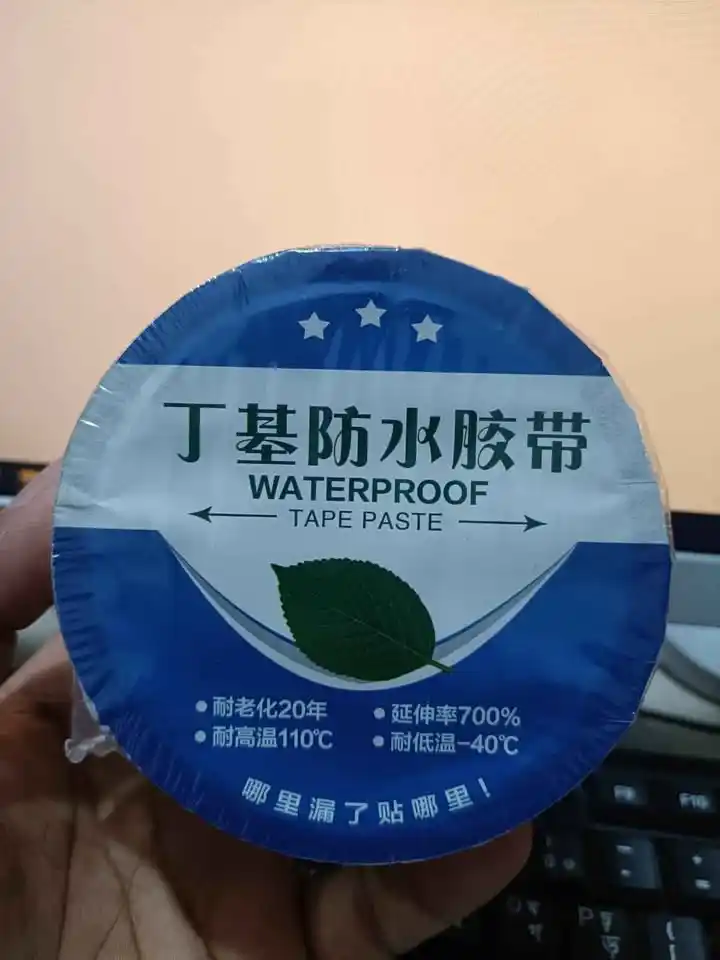 丁基防水胶带
WATERPROOF
TAPE PASTE
●耐老化20年 ●延伸率700%
●耐高温110℃ ●耐低温-40℃
哪里漏了贴哪里!
F9 F10
P